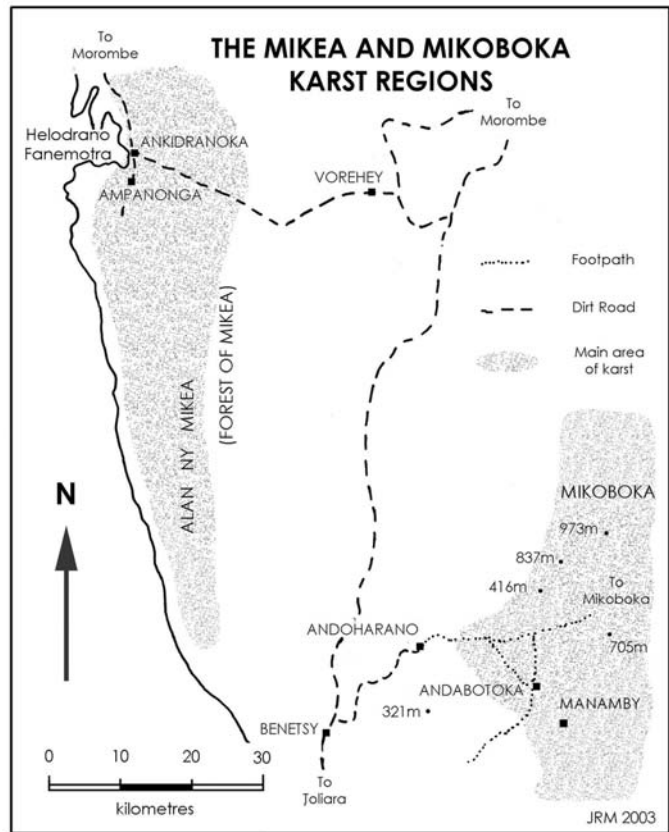 THE MIKEA AND MIKOBOKA
KARST REGIONS
To
Morombe
To
Morombe
Helodrano
Fanemotra
ANKIDRANOKA
AMPANONGA
VOREHEY
Footpath
Dirt Road
Main area
of karst
ALAN NY MIKEA
(FOREST OF MIKEA)
N
MIKOBOKA
973m
837m
416m
To
Mikoboka
ANDOHARANO
705m
ANDABOTOKA
MANAMBY
321m
BENETSY
0 10 20 30
kilometres
To
Toliara
JRM 2003